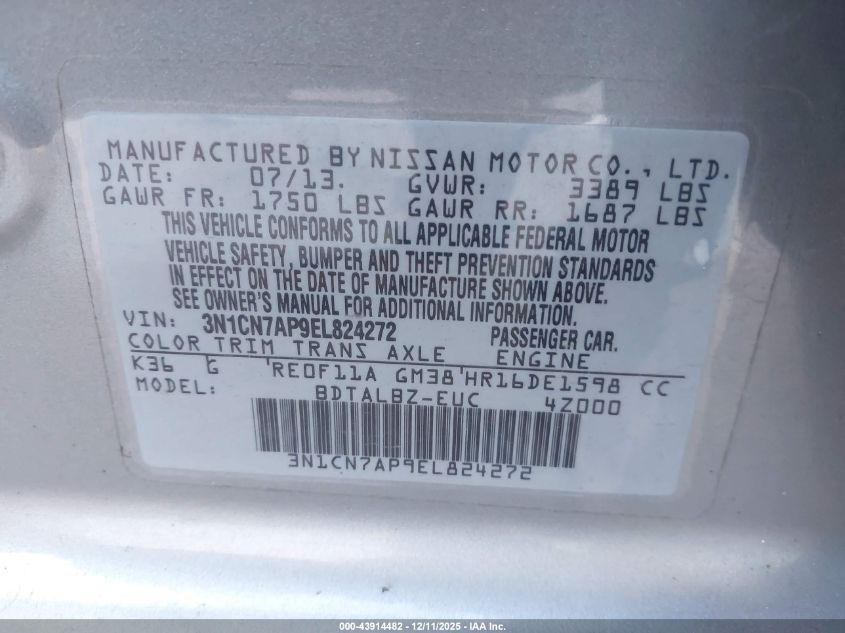 MANUFACTURED BY NISSAN MOTOR CO., LTD.
DATE: 07/13. GVWR: 3389 LBS
GAWR FR: 1750 LBS GAWR RR: 1687 LBS
THIS VEHICLE CONFORMS TO ALL APPLICABLE FEDERAL MOTOR
VEHICLE SAFETY, BUMPER AND THEFT PREVENTION STANDARDS
IN EFFECT ON THE DATE OF MANUFACTURE SHOWN ABOVE.
SEE OWNER'S MANUAL FOR ADDITIONAL INFORMATION.
VIN: 3N1CN7AP9EL824272 PASSENGER CAR.
COLOR TRIM TRANS AXLE ENGINE
K36 G RE0F11A GM38 HR16DE1598 CC
MODEL: BDTALBZ-EUC 4Z000
3N1CN7AP9EL824272
000-43914482 - 12/11/2025 - IAA Inc.